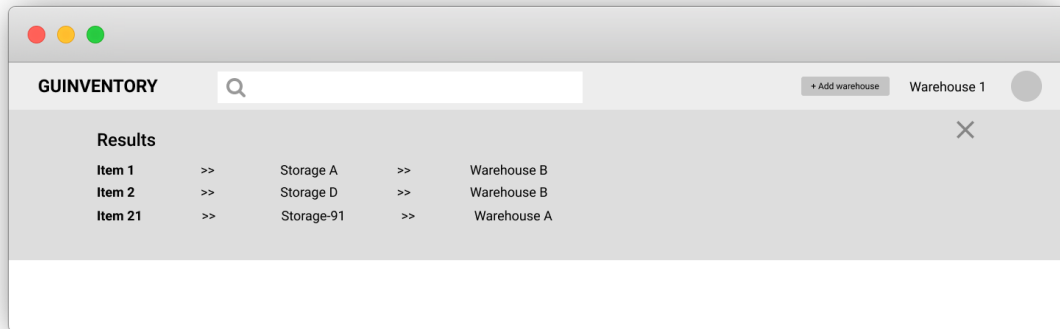 GUINVENTORY + Add warehouse Warehouse 1
Results
Item 1 >> Storage A >> Warehouse B
Item 2 >> Storage D >> Warehouse B
Item 21 >> Storage-91 >> Warehouse A